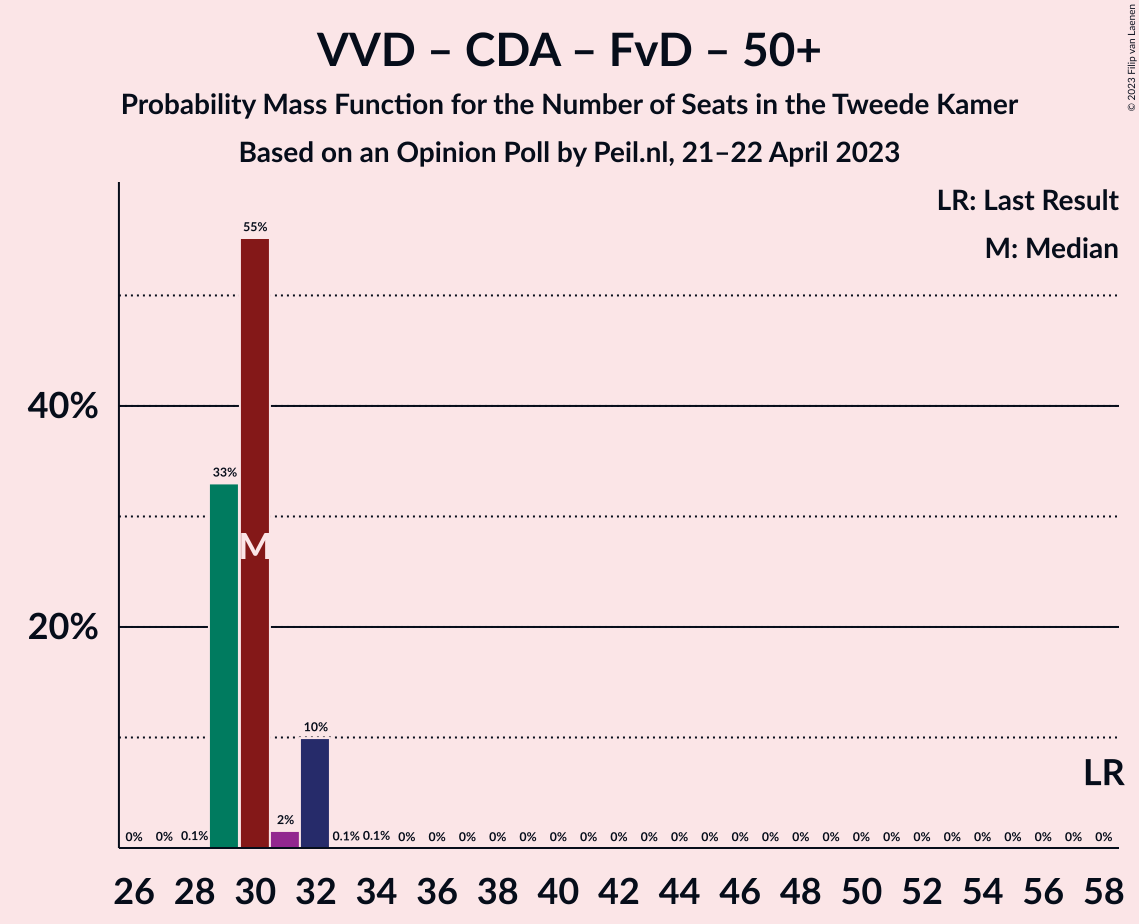 VVD – CDA – FvD – 50+
Probability Mass Function for the Number of Seats in the Tweede Kamer
Based on an Opinion Poll by Peil.nl, 21–22 April 2023
© 2023 Filip van Laenen
LR: Last Result
M: Median
55%
40%
33%
M
20%
10%
LR
2%
0% 0% 0.1% 0.1% 0.1% 0% 0% 0% 0% 0% 0% 0% 0% 0% 0% 0% 0% 0% 0% 0% 0% 0% 0% 0% 0% 0% 0% 0% 0%
26 28 30 32 34 36 38 40 42 44 46 48 50 52 54 56 58